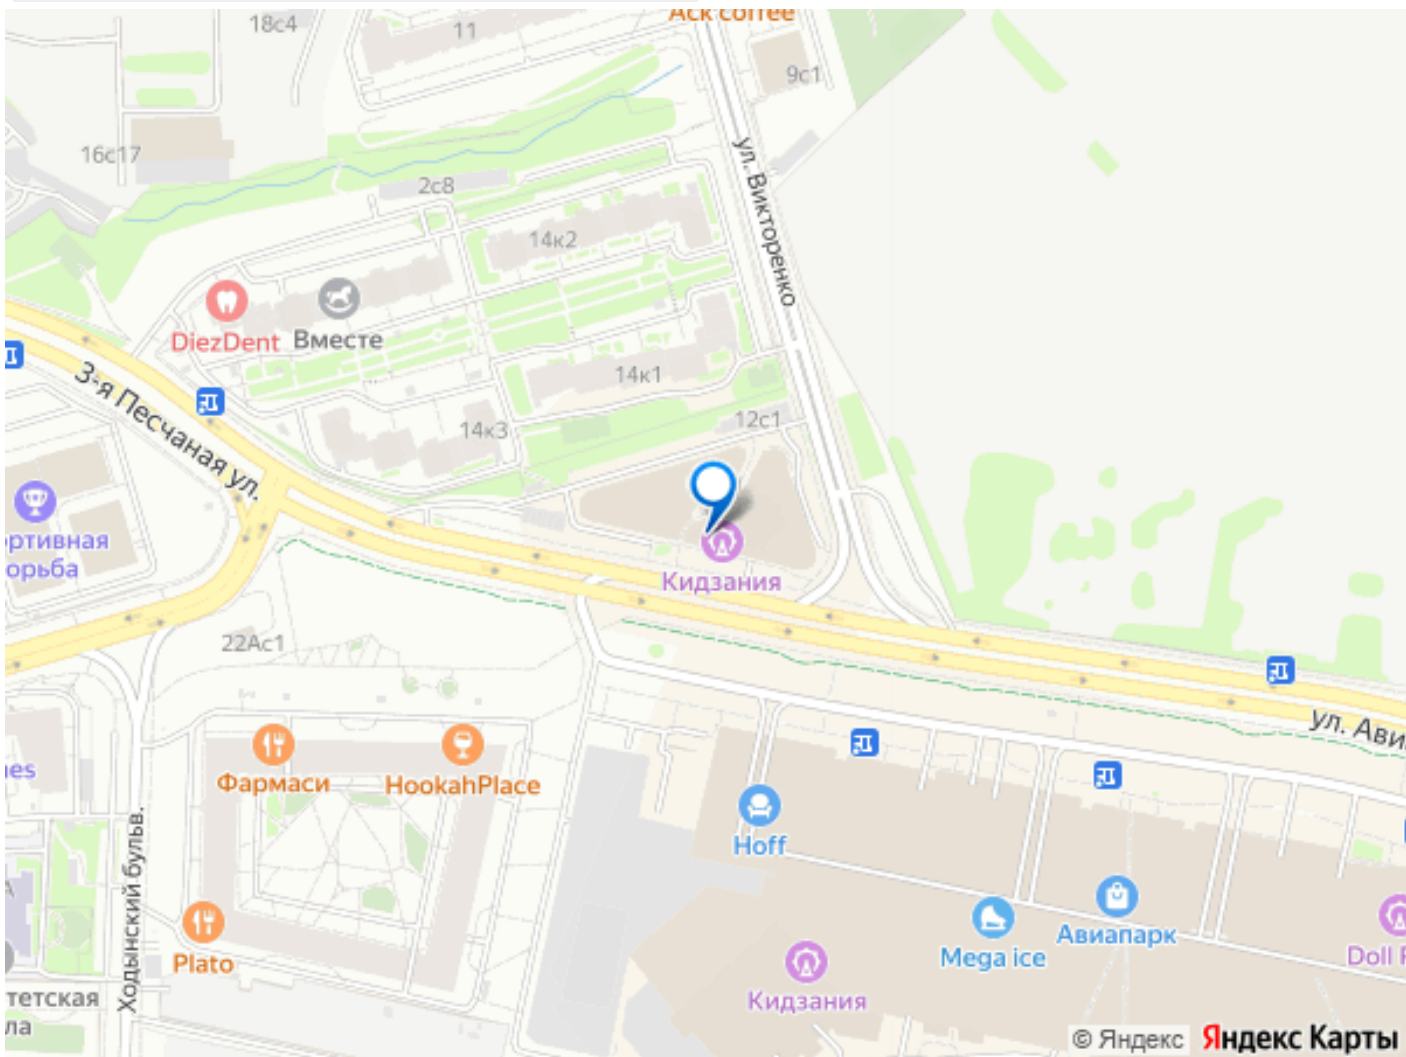 18с4
11
Ack coffee
9с1
16с17
2с8
ул. Викторенко
14к2
DiezDent
Вместе
14к1
3-я Песчаная ул.
14к3
12с1
ортивная
орьба
Кидзания
22Ас1
ул. Ави
Фармаси
HookahPlace
es
Hoff
Ходынский бульв.
Plato
Mega ice
Авиапарк
Doll
Кидзания
тетская
ла
© Яндекс
Яндекс Карты